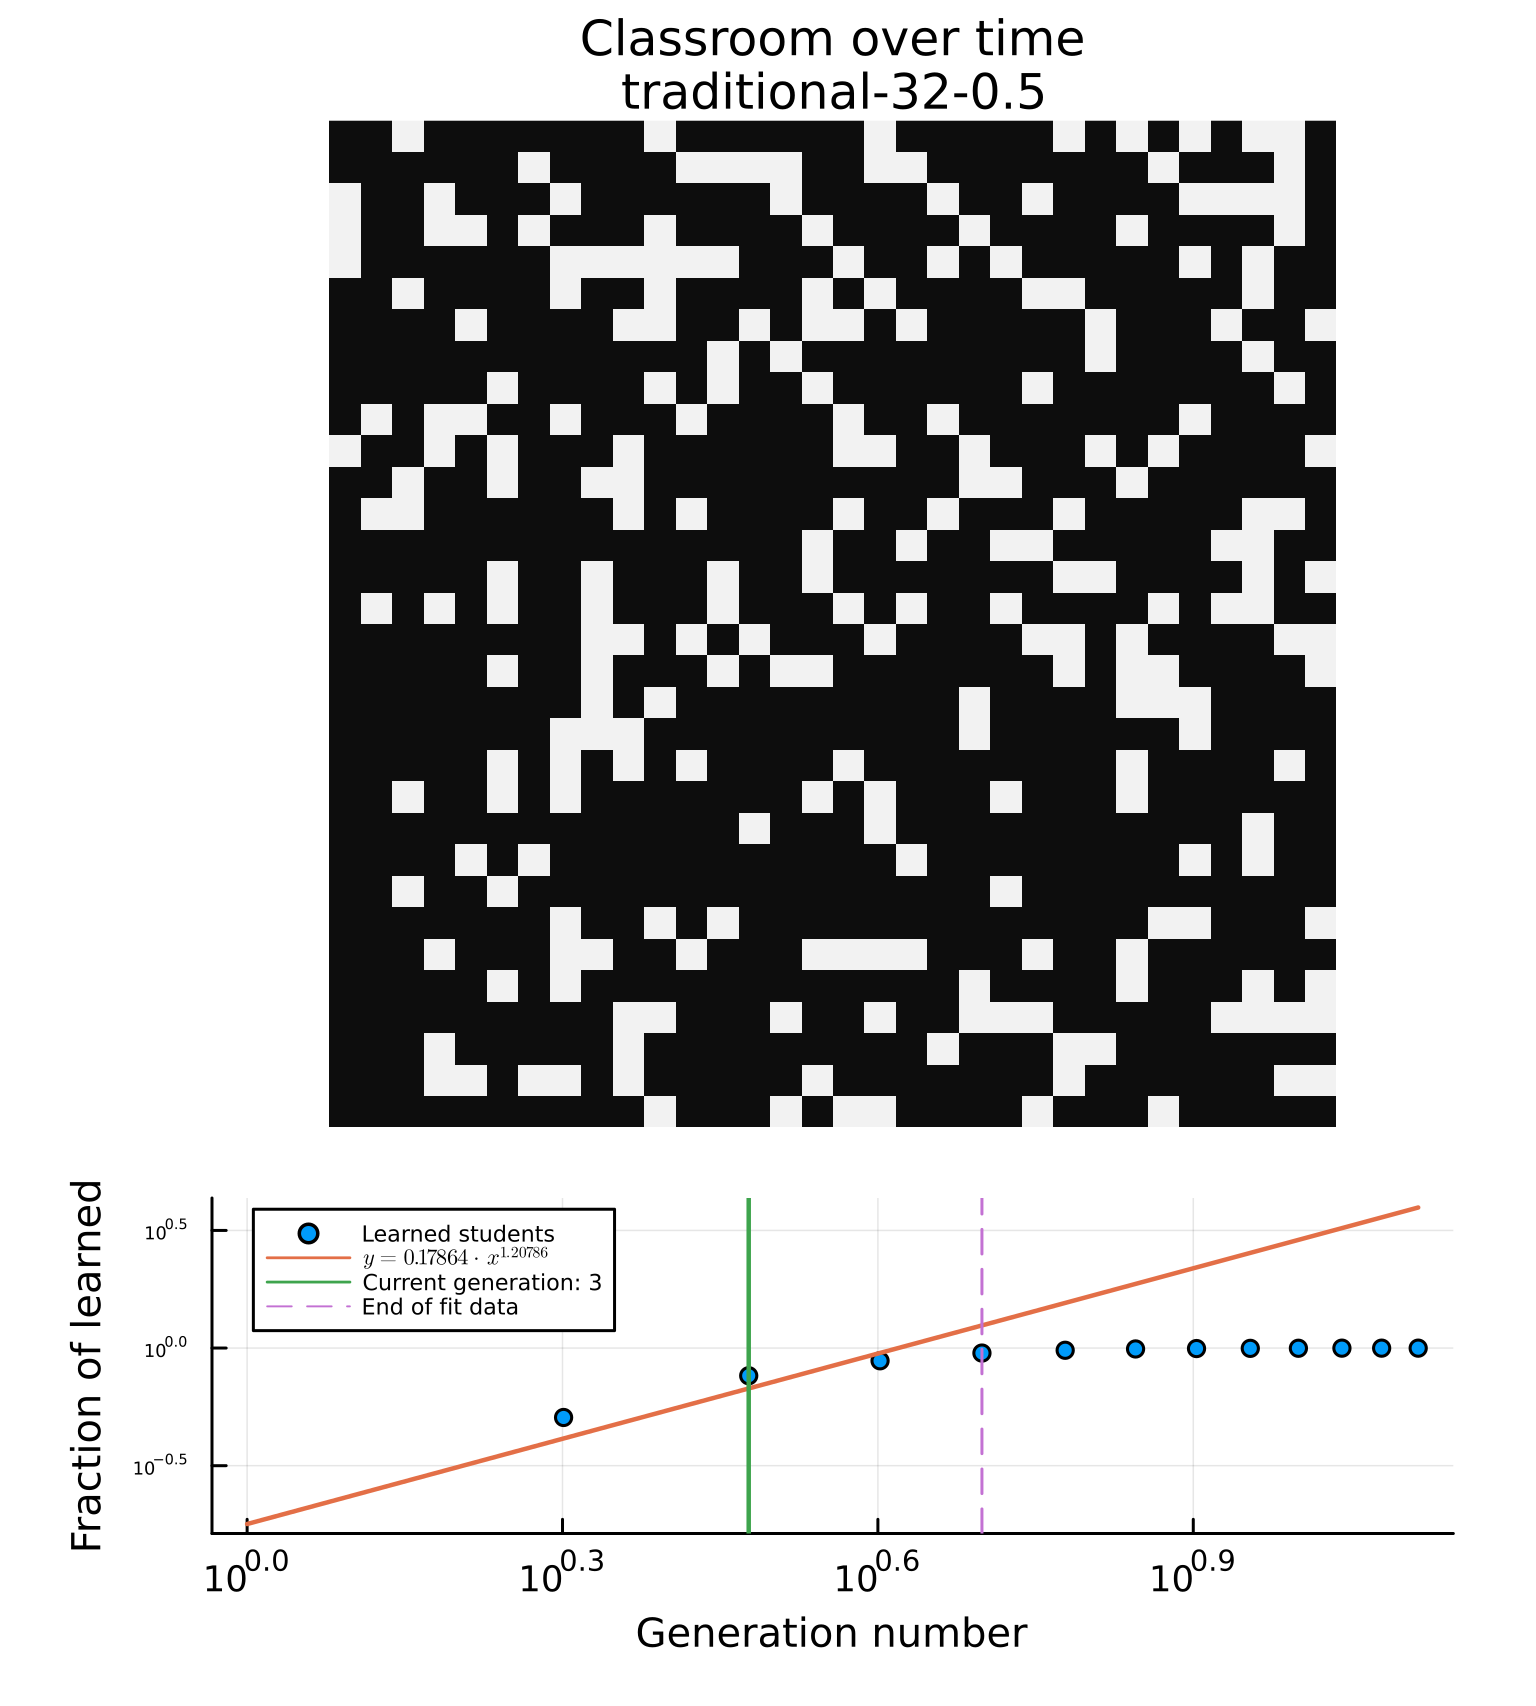 Classroom over time
traditional-32-0.5
Fraction of learned
10^0.5
10^0.0
10^−0.5
Learned students
y = 0.17864 · x^1.20786
Current generation: 3
End of fit data
10^0.0 10^0.3 10^0.6 10^0.9
Generation number